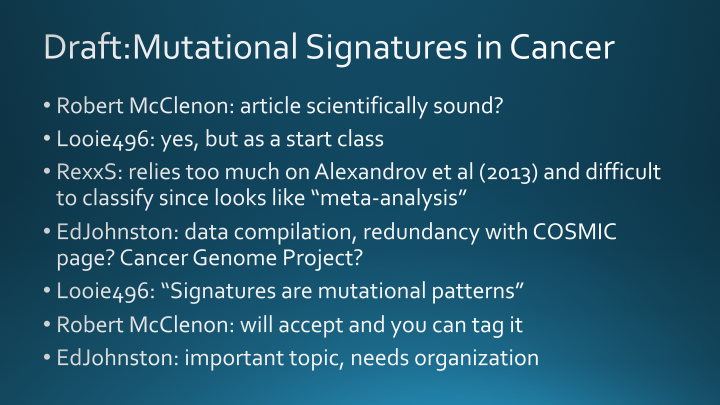 Draft:Mutational Signatures in Cancer
• Robert McClenon: article scientifically sound?
• Looie496: yes, but as a start class
• RexxS: relies too much on Alexandrov et al (2013) and difficult
to classify since looks like “meta-analysis”
• EdJohnston: data compilation, redundancy with COSMIC
page? Cancer Genome Project?
• Looie496: “Signatures are mutational patterns”
• Robert McClenon: will accept and you can tag it
• EdJohnston: important topic, needs organization